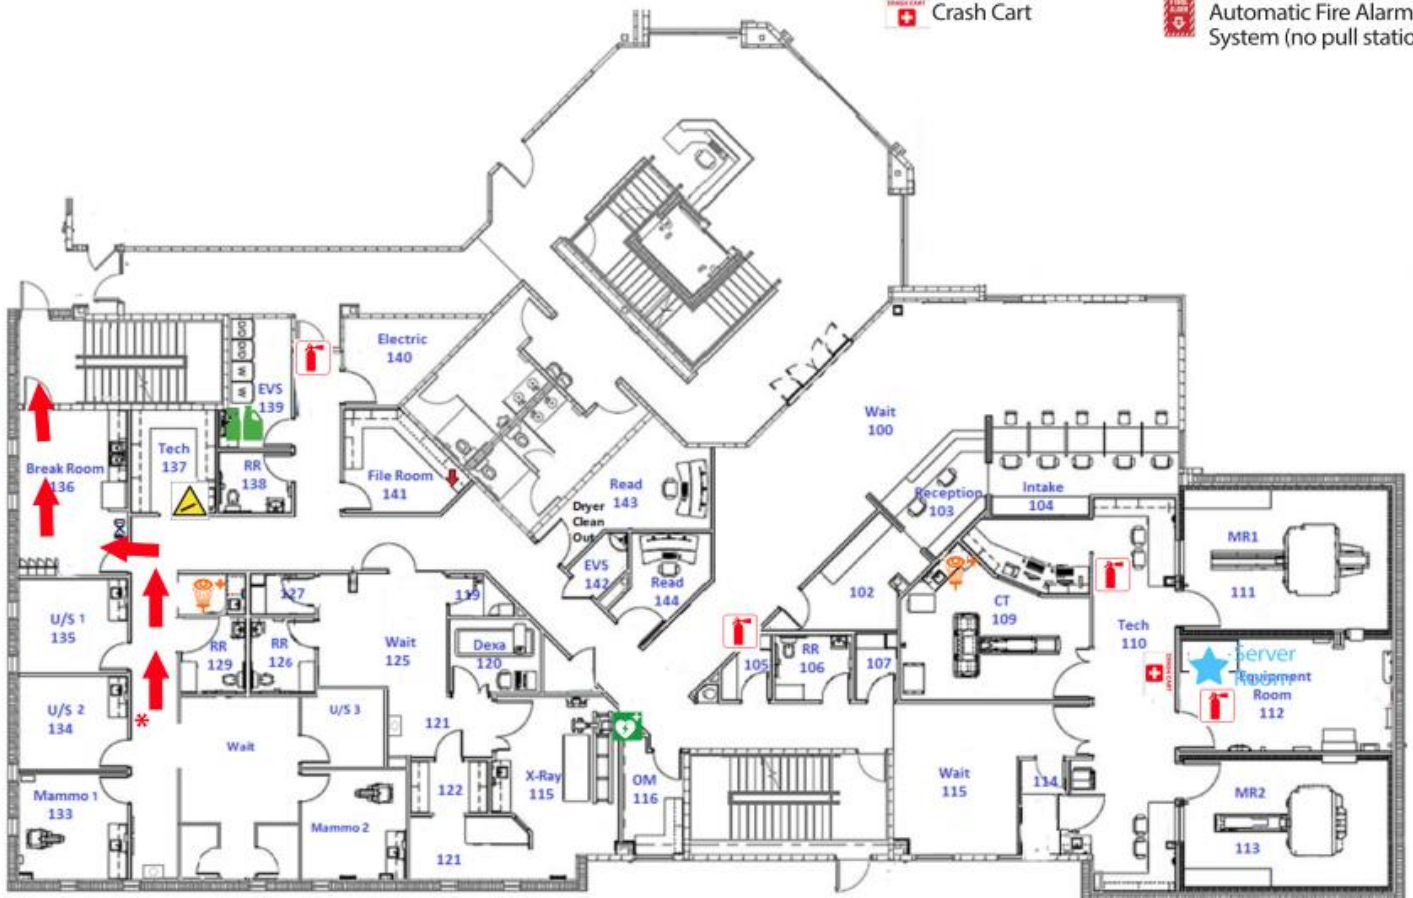 Crash Cart
Automatic Fire Alarm
System (no pull statio
Electric
140
EVS
139
Wait
100
Tech
137
Break Room
136
RR
138
File Room
141
Read
143
Dryer
Clean
Out
Reception
103
Intake
104
MR1
111
EVS
142
Read
144
102
CT
109
127
119
U/S 1
135
Tech
110
Wait
125
RR
129
RR
126
Dexa
120
105
RR
106
107
Server
Room
Equipment
Room
112
CRASH CART
U/S 2
134
*
U/S 3
121
Wait
X-Ray
115
OM
116
Wait
115
114
122
MR2
113
Mammo 1
133
Mammo 2
121